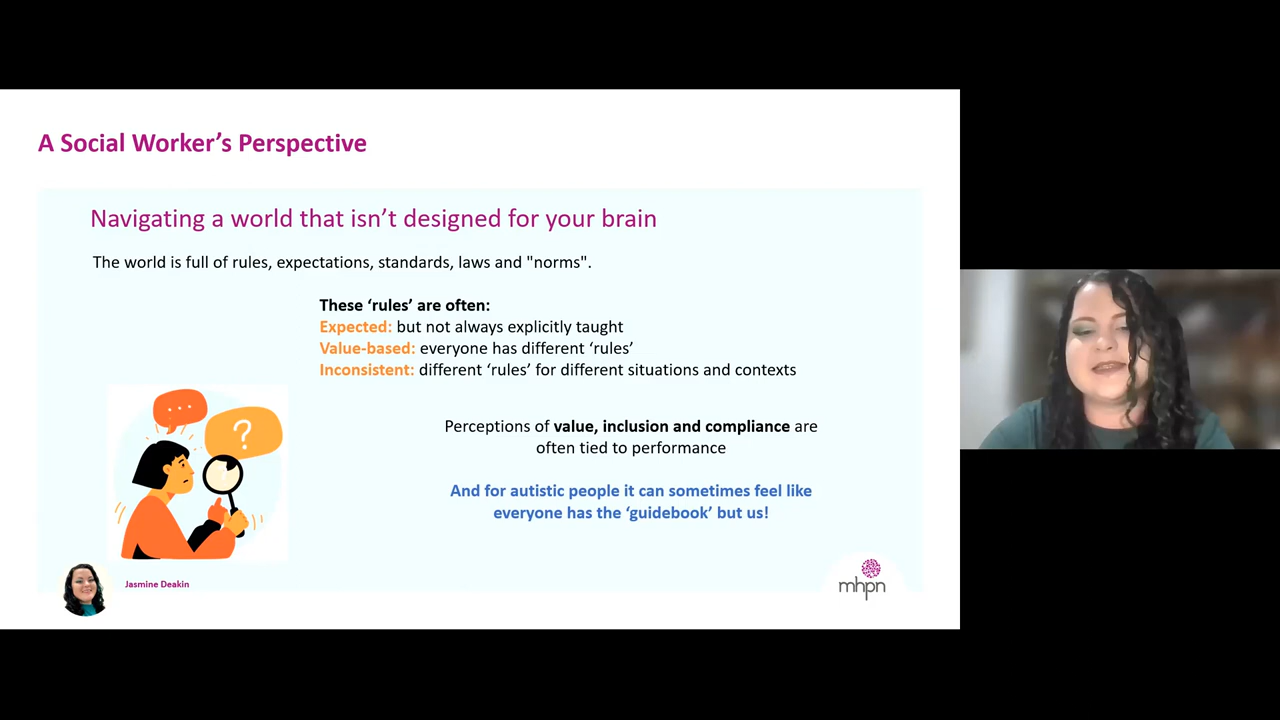 A Social Worker's Perspective
Navigating a world that isn't designed for your brain
The world is full of rules, expectations, standards, laws and "norms".
These ‘rules’ are often:
Expected: but not always explicitly taught
Value-based: everyone has different ‘rules’
Inconsistent: different ‘rules’ for different situations and contexts
?
Perceptions of value, inclusion and compliance are
often tied to performance
And for autistic people it can sometimes feel like
everyone has the ‘guidebook’ but us!
Jasmine Deakin
mhpn